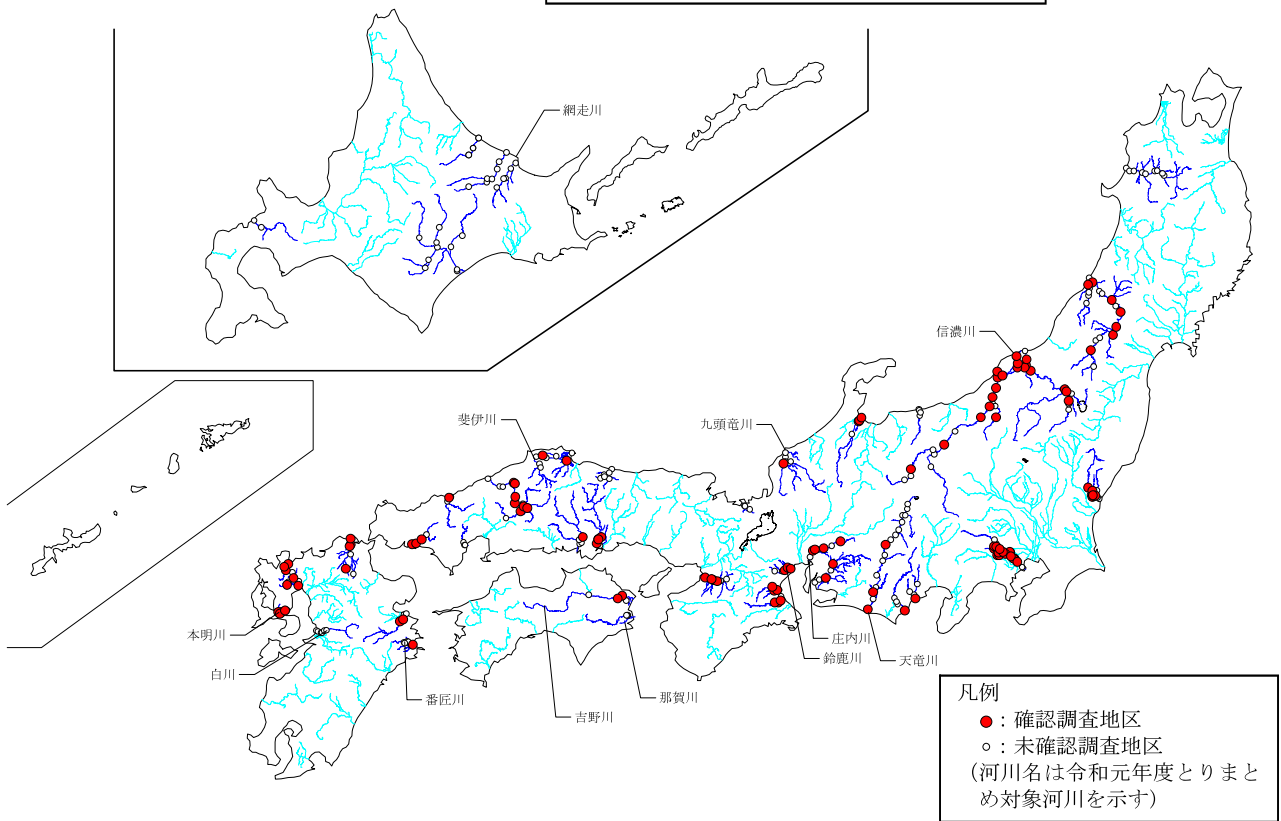 網走川
信濃川
斐伊川
九頭竜川
本明川
白川
番匠川
吉野川
那賀川
庄内川
鈴鹿川
天竜川
凡例
●：確認調査地区
○：未確認調査地区
(河川名は令和元年度とりまと
め対象河川を示す)